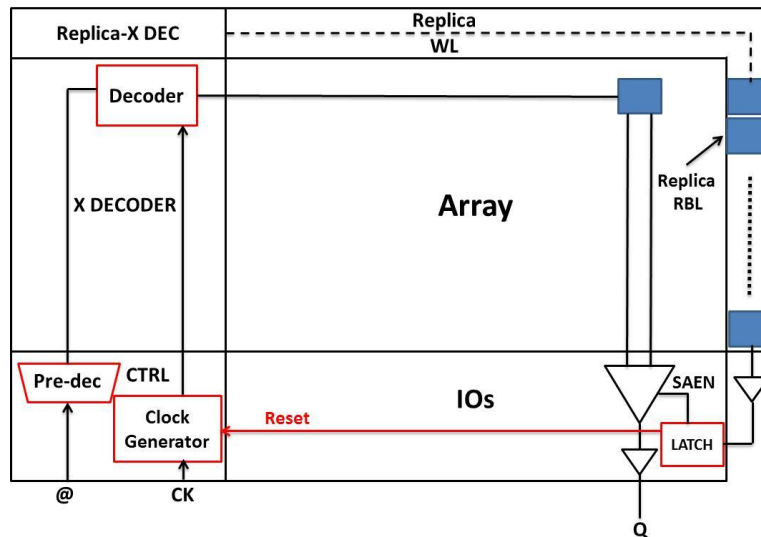 Replica-X DEC
Replica
WL
Decoder
X DECODER
Array
Replica
RBL
Pre-dec
CTRL
Clock
Generator
IOs
SAEN
Reset
LATCH
@
CK
Q